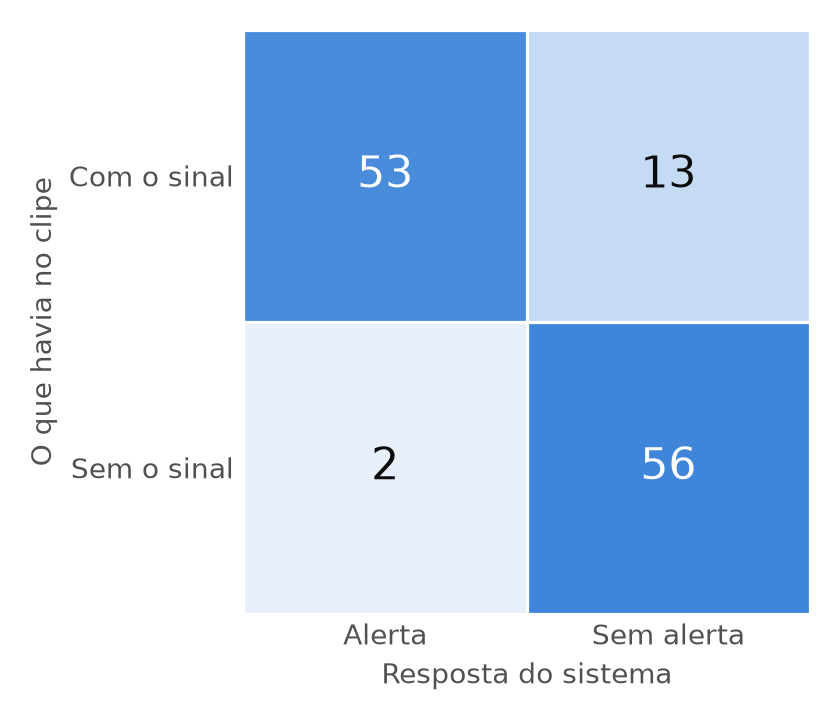 O que havia no clipe
Com o sinal
53
13
Sem o sinal
2
56
Alerta
Sem alerta
Resposta do sistema